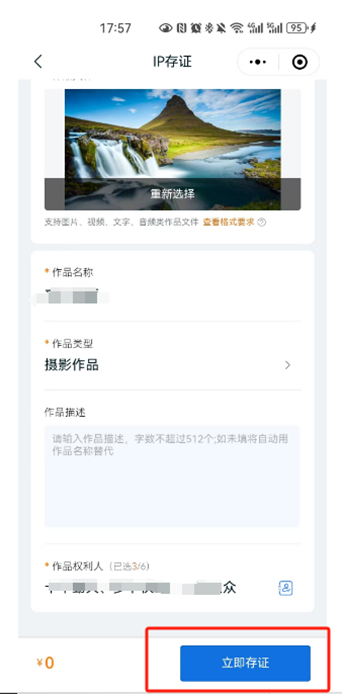 17:57
95
IP存证
重新选择
支持图片、视频、文字、音频类作品文件 查看格式要求
* 作品名称
* 作品类型
摄影作品
作品描述
请输入作品描述，字数不超过512个;如未填将自动用
作品名称替代
* 作品权利人（已选3/6）
众
¥0
立即存证